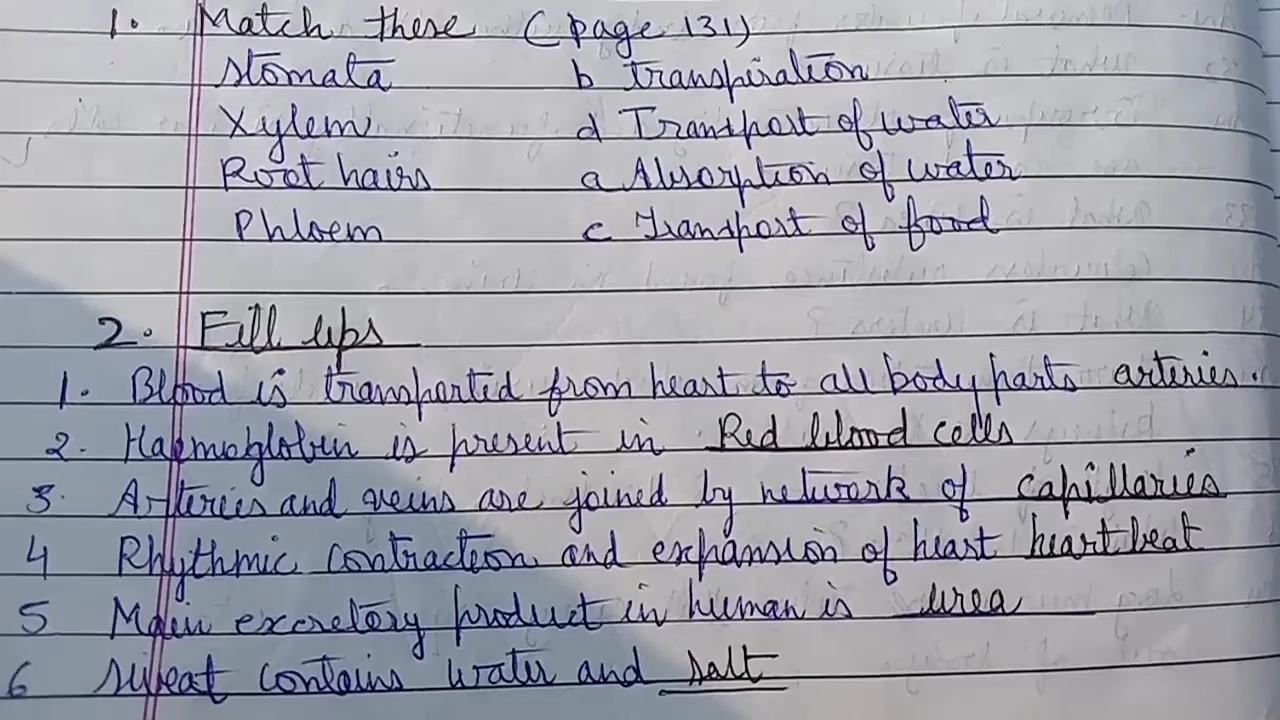 1. Match these (page 131)
Stomata b transpiration
Xylem d Transport of water
Root hairs a Absorption of water
Phloem c Transport of food
2. Fill ups
1. Blood is transported from heart to all body parts arteries.
2. Haemoglobin is present in Red blood cells
3. Arteries and veins are joined by network of capillaries
4 Rhythmic contraction and expansion of heart heart beat
5 Main excretory product in human is urea
6 sweat contains water and salt